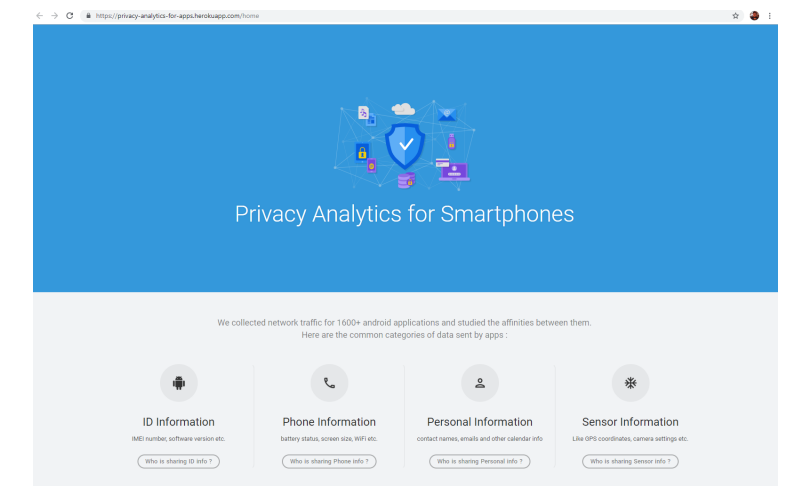 https://privacy-analytics-for-apps.herokuapp.com/home
Privacy Analytics for Smartphones
We collected network traffic for 1600+ android applications and studied the affinities between them.
Here are the common categories of data sent by apps :
ID Information
IMEI number, software version etc.
Who is sharing ID info ?
Phone Information
battery status, screen size, WiFi etc.
Who is sharing Phone info ?
Personal Information
contact names, emails and other calendar info
Who is sharing Personal info ?
Sensor Information
Like GPS coordinates, camera settings etc.
Who is sharing Sensor info ?